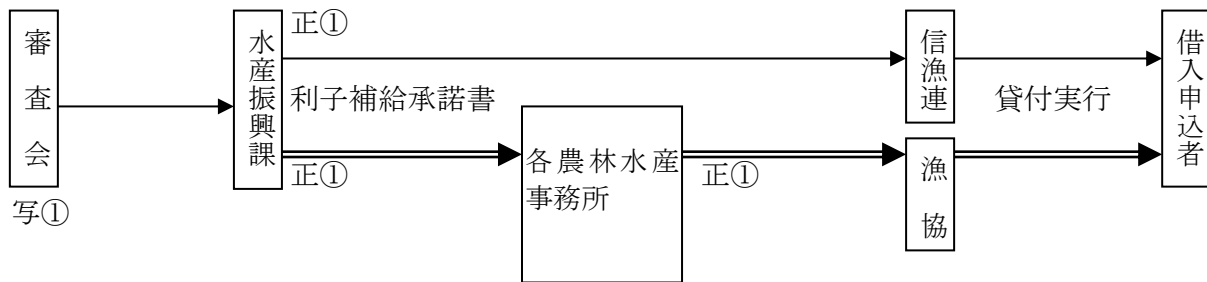 審査会
写①
水産振興課
正①
利子補給承諾書
正①
各農林水産
事務所
正①
信漁連
漁協
貸付実行
借入申込者